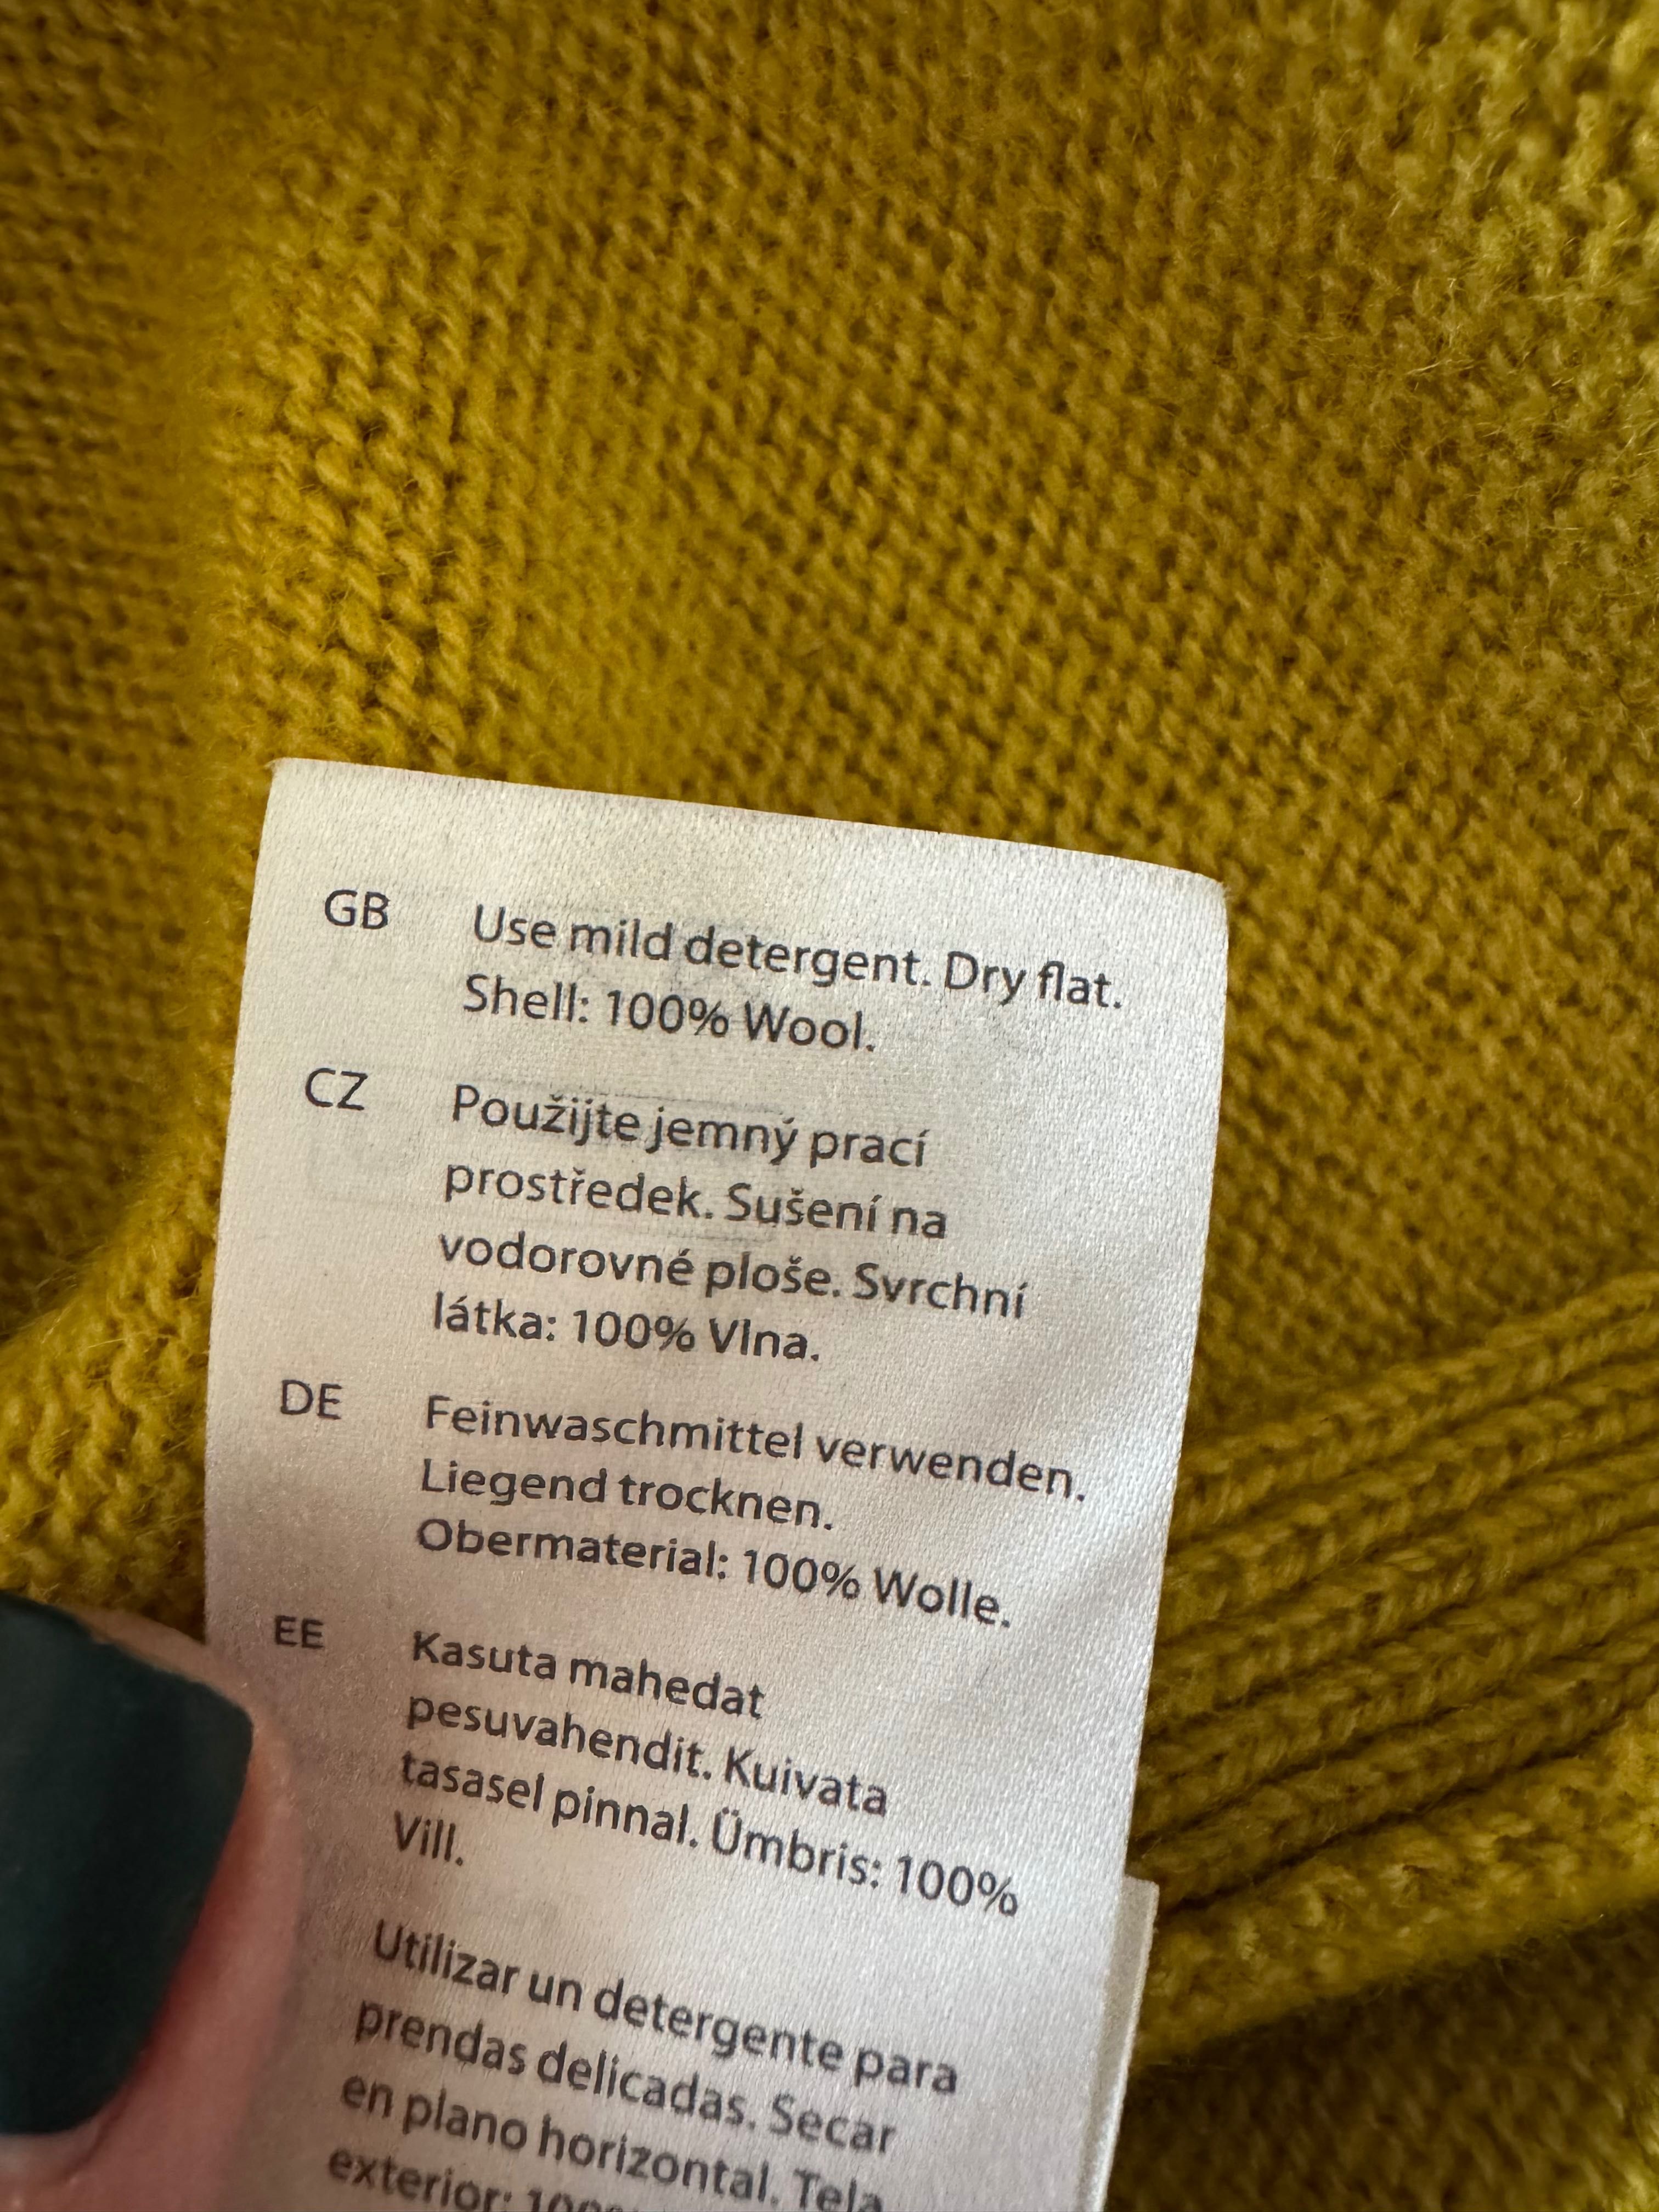 GB Use mild detergent. Dry flat.
Shell: 100% Wool.
CZ Použijte jemný prací
prostředek. Sušení na
vodorovné ploše. Svrchní
látka: 100% Vlna.
DE Feinwaschmittel verwenden.
Liegend trocknen.
Obermaterial: 100% Wolle.
EE Kasuta mahedat
pesuvahendit. Kuivata
tasasel pinnal. Ümbris: 100%
Vill.
Utilizar un detergente para
prendas delicadas. Secar
en plano horizontal. Tela
exterior: